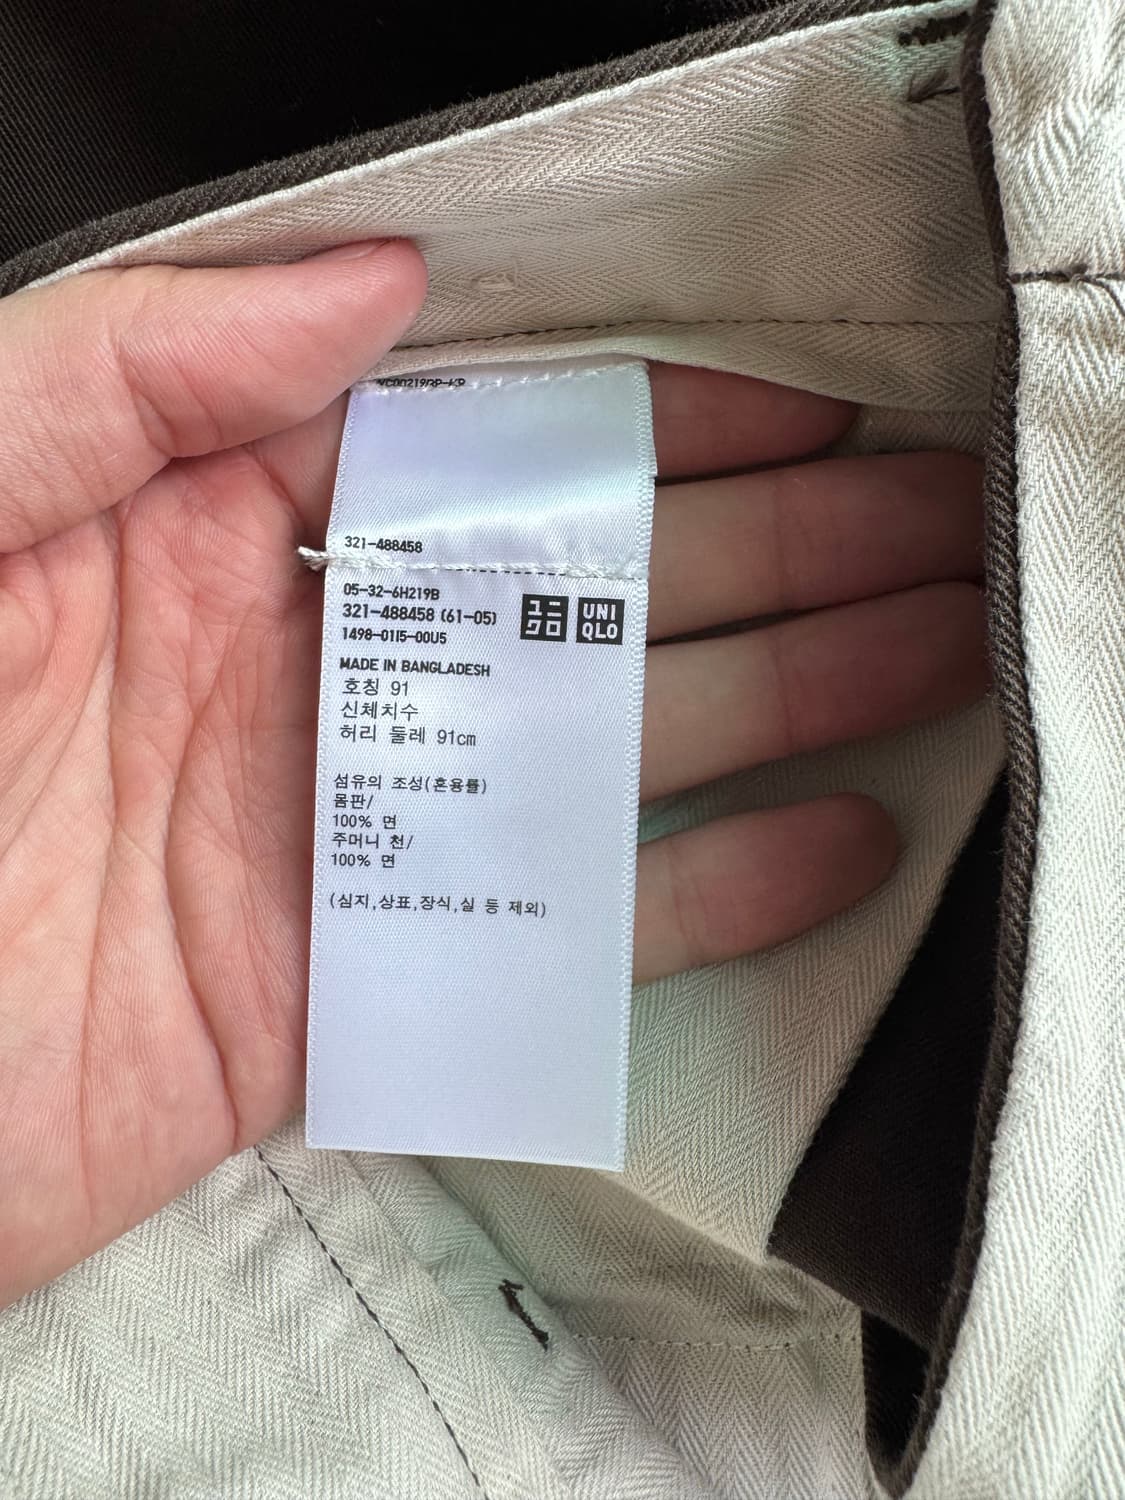 321-488458
05-32-6H219B
321-488458 (61-05)
1498-0115-00U5
ユニ
クロ
UNI
QLO
MADE IN BANGLADESH
호칭 91
신체치수
허리 둘레 91cm
섬유의 조성(혼용률)
몸판/
100% 면
주머니 천/
100% 면
(심지,상표,장식,실 등 제외)